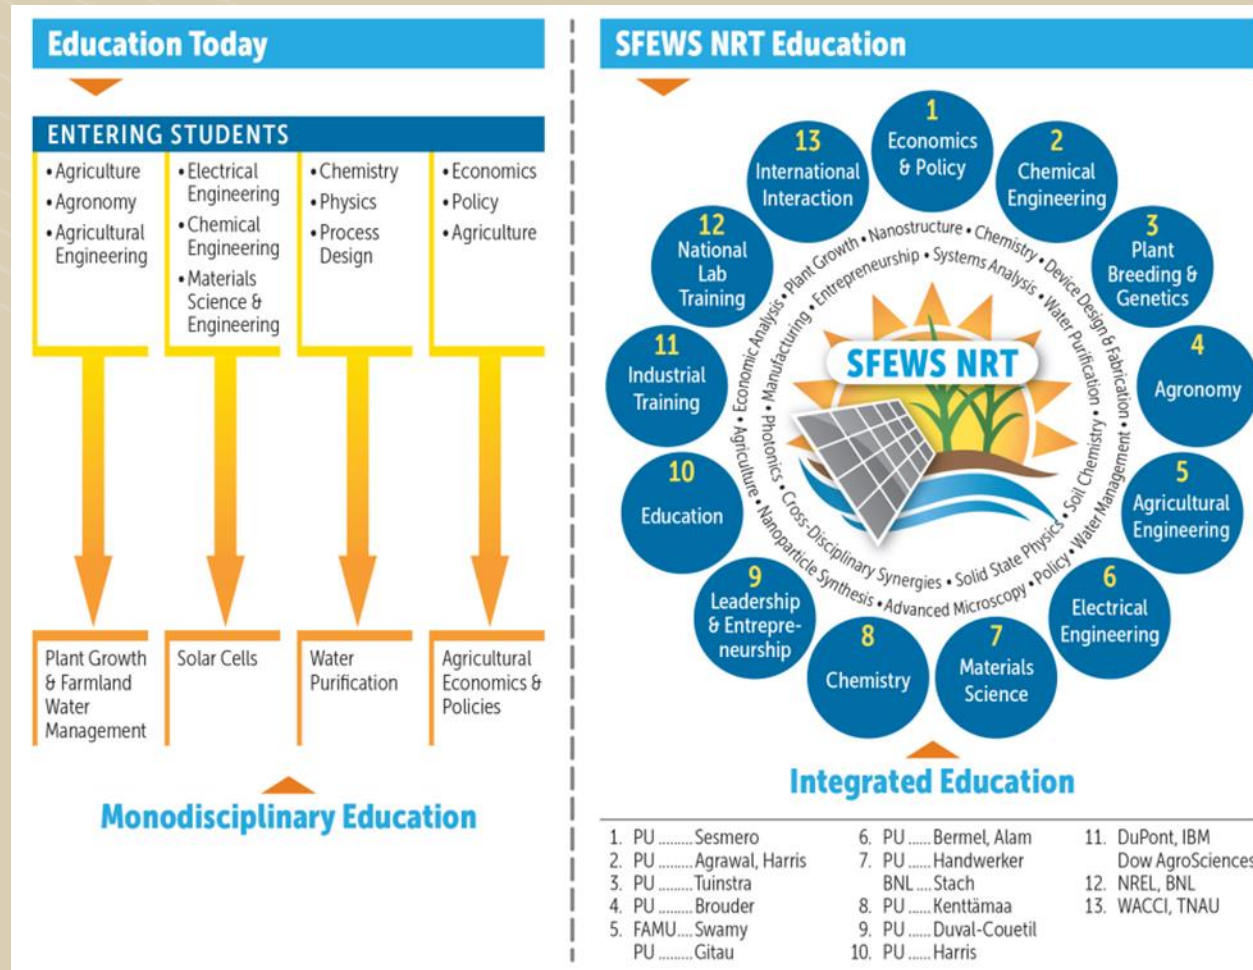 Education Today
ENTERING STUDENTS
• Agriculture
• Agronomy
• Agricultural
Engineering
• Electrical
Engineering
• Chemical
Engineering
• Materials
Science &
Engineering
• Chemistry
• Physics
• Process
Design
• Economics
• Policy
• Agriculture
Plant Growth
& Farmland
Water
Management
Solar Cells
Water
Purification
Agricultural
Economics &
Policies
Monodisciplinary Education
SFEWS NRT Education
1
Economics
& Policy
2
Chemical
Engineering
3
Plant
Breeding &
Genetics
4
Agronomy
5
Agricultural
Engineering
6
Electrical
Engineering
7
Materials
Science
8
Chemistry
9
Leadership
& Entrepre-
neurship
10
Education
11
Industrial
Training
12
National
Lab
Training
13
International
Interaction
Agriculture • Economic Analysis • Plant Growth • Nanostructure • Chemistry • Device Design & Fabrication • Water Management • Policy • Advanced Microscopy • Nanoparticle Synthesis •
Photonics • Manufacturing • Entrepreneurship • Systems Analysis • Water Purification • Soil Chemistry • Solid State Physics • Cross-Disciplinary Synergies •
SFEWS NRT
Integrated Education
1. PU ......... Sesmero
2. PU ......... Agrawal, Harris
3. PU ......... Tuinstra
4. PU ......... Brouder
5. FAMU .... Swamy
PU ......... Gitau
6. PU ...... Bermel, Alam
7. PU ...... Handwerker
BNL .... Stach
8. PU ...... Kenttämaa
9. PU ...... Duval-Couetil
10. PU ...... Harris
11. DuPont, IBM
Dow AgroSciences
12. NREL, BNL
13. WACCI, TNAU